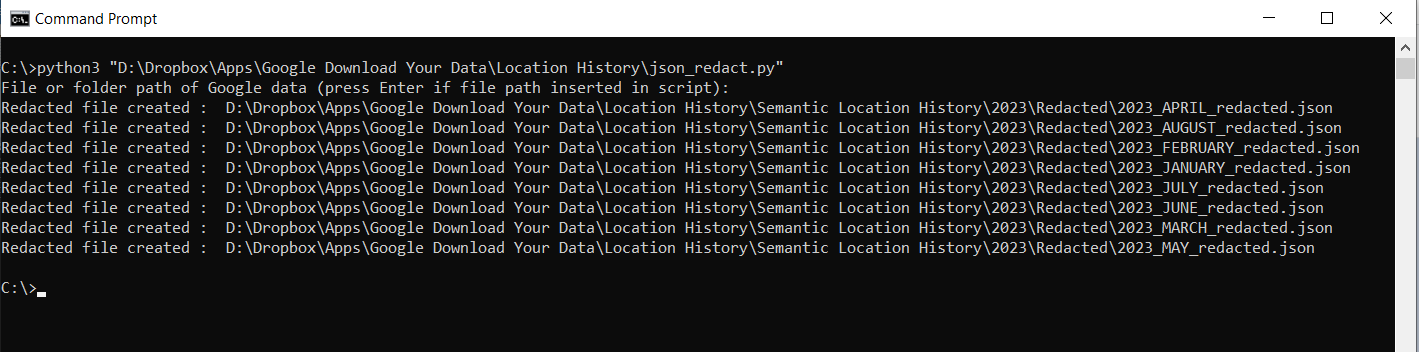 Command Prompt
C:\>python3 "D:\Dropbox\Apps\Google Download Your Data\Location History\json_redact.py"
File or folder path of Google data (press Enter if file path inserted in script):
Redacted file created :  D:\Dropbox\Apps\Google Download Your Data\Location History\Semantic Location History\2023\Redacted\2023_APRIL_redacted.json
Redacted file created :  D:\Dropbox\Apps\Google Download Your Data\Location History\Semantic Location History\2023\Redacted\2023_AUGUST_redacted.json
Redacted file created :  D:\Dropbox\Apps\Google Download Your Data\Location History\Semantic Location History\2023\Redacted\2023_FEBRUARY_redacted.json
Redacted file created :  D:\Dropbox\Apps\Google Download Your Data\Location History\Semantic Location History\2023\Redacted\2023_JANUARY_redacted.json
Redacted file created :  D:\Dropbox\Apps\Google Download Your Data\Location History\Semantic Location History\2023\Redacted\2023_JULY_redacted.json
Redacted file created :  D:\Dropbox\Apps\Google Download Your Data\Location History\Semantic Location History\2023\Redacted\2023_JUNE_redacted.json
Redacted file created :  D:\Dropbox\Apps\Google Download Your Data\Location History\Semantic Location History\2023\Redacted\2023_MARCH_redacted.json
Redacted file created :  D:\Dropbox\Apps\Google Download Your Data\Location History\Semantic Location History\2023\Redacted\2023_MAY_redacted.json
C:\>